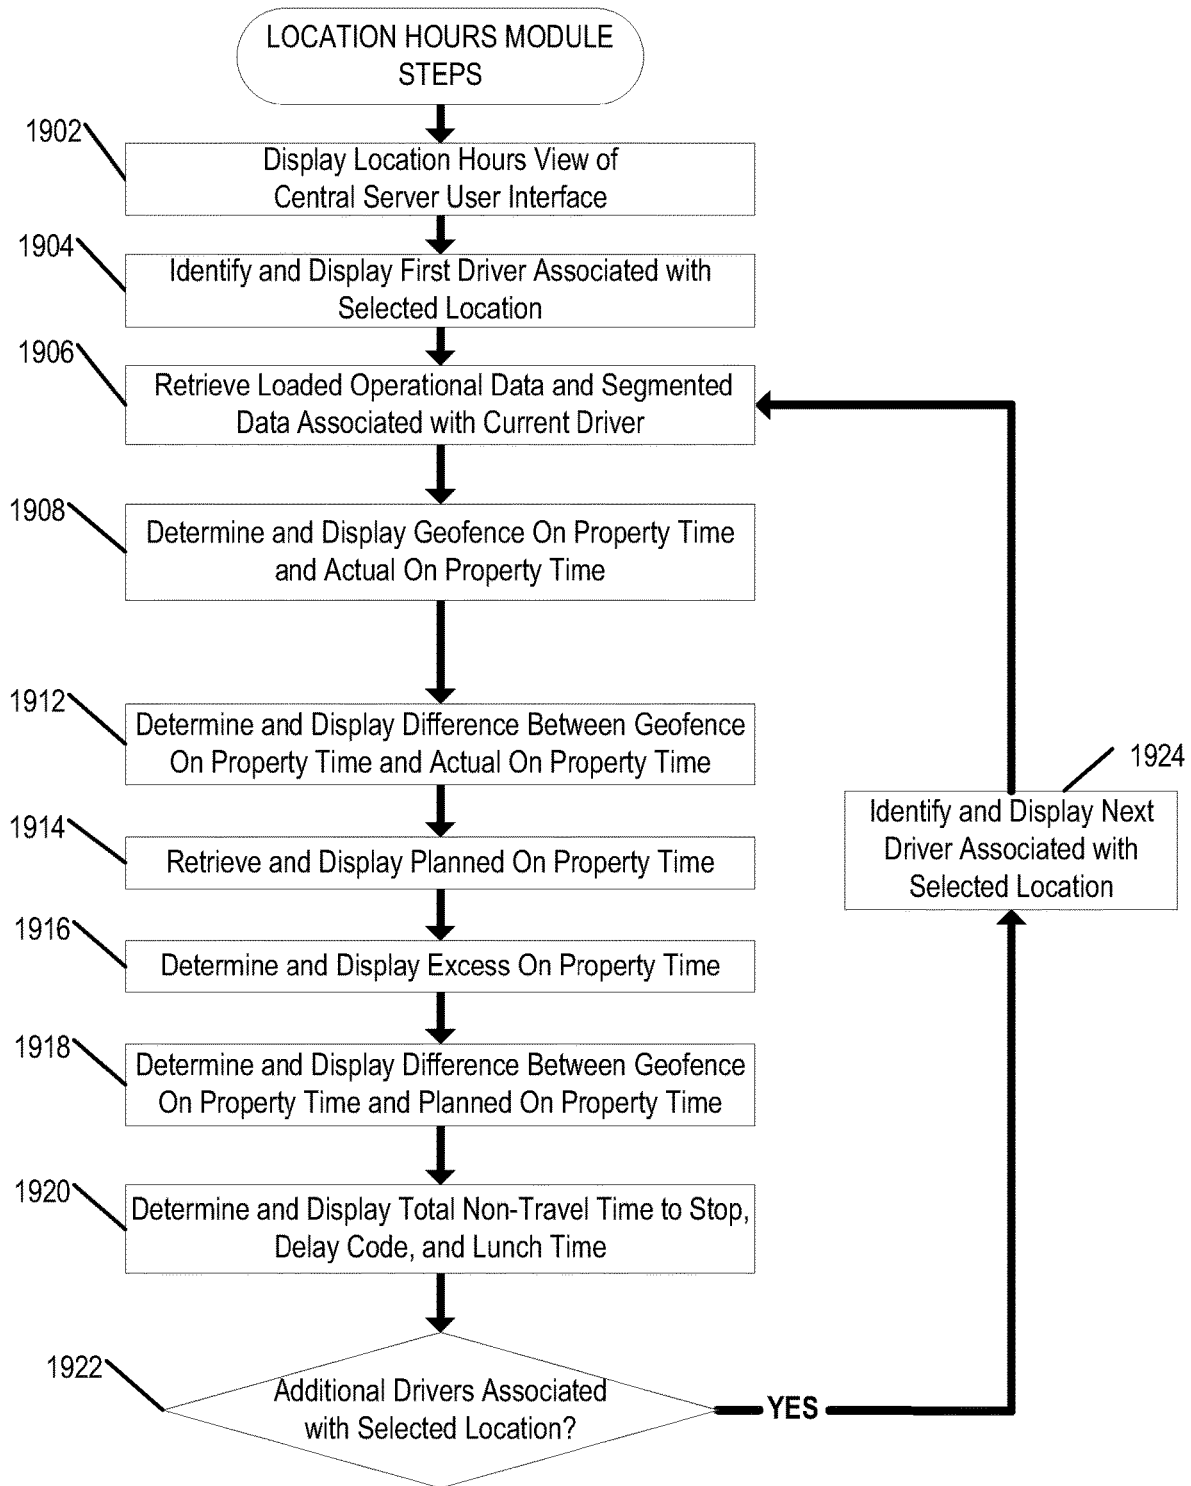 LOCATION HOURS MODULE
STEPS
1902
Display Location Hours View of
Central Server User Interface
1904
Identify and Display First Driver Associated with
Selected Location
1906
Retrieve Loaded Operational Data and Segmented
Data Associated with Current Driver
1908
Determine and Display Geofence On Property Time
and Actual On Property Time
1912
Determine and Display Difference Between Geofence
On Property Time and Actual On Property Time
1924
Identify and Display Next
Driver Associated with
Selected Location
1914
Retrieve and Display Planned On Property Time
1916
Determine and Display Excess On Property Time
1918
Determine and Display Difference Between Geofence
On Property Time and Planned On Property Time
1920
Determine and Display Total Non-Travel Time to Stop,
Delay Code, and Lunch Time
1922
Additional Drivers Associated
with Selected Location?
YES